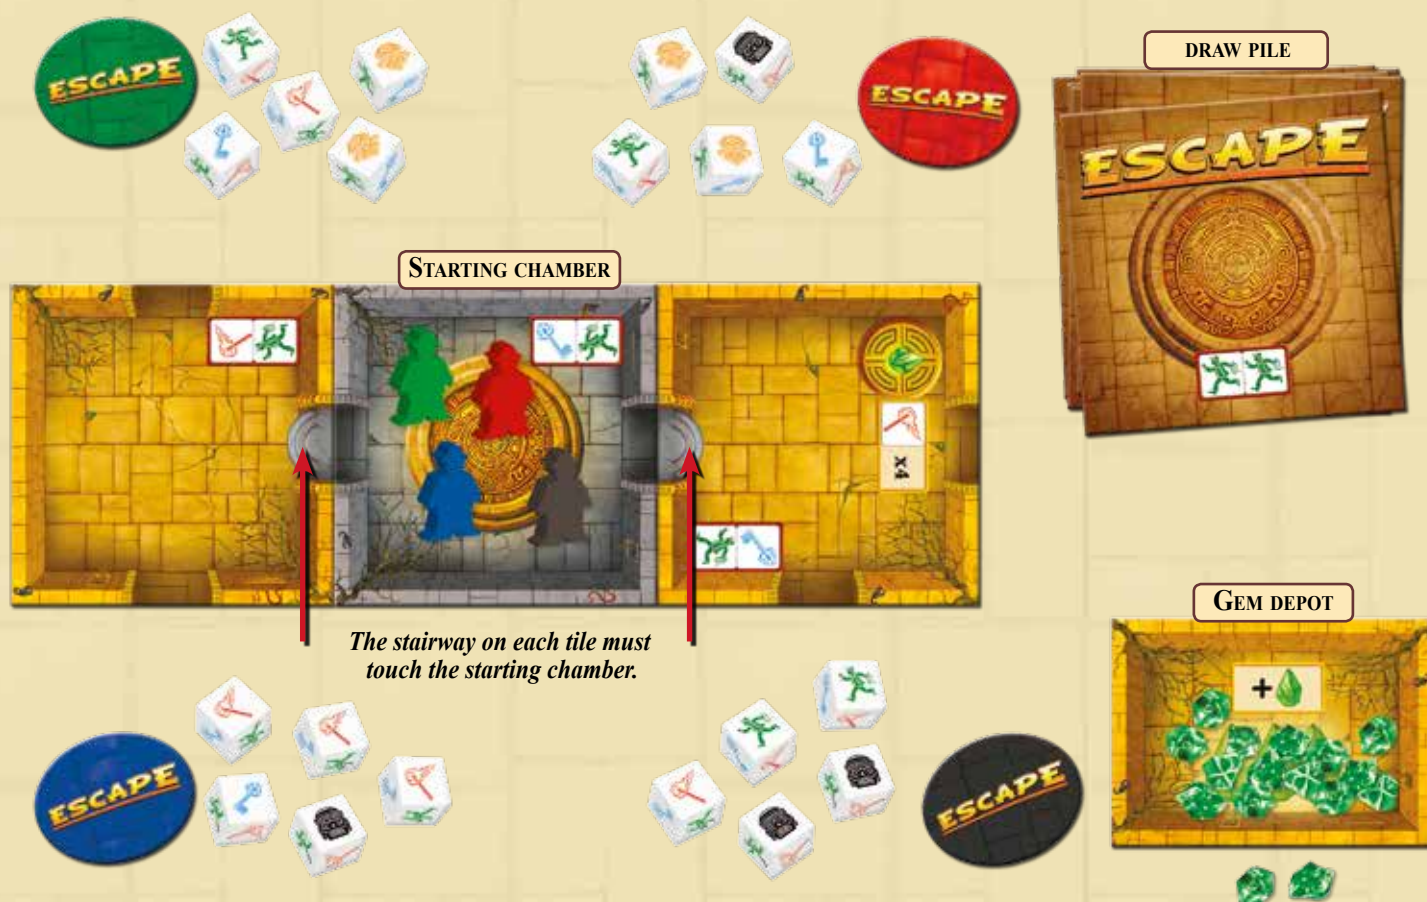 ESCAPE
ESCAPE
DRAW PILE
ESCAPE
STARTING CHAMBER
X4
The stairway on each tile must
touch the starting chamber.
GEM DEPOT
+
ESCAPE
ESCAPE